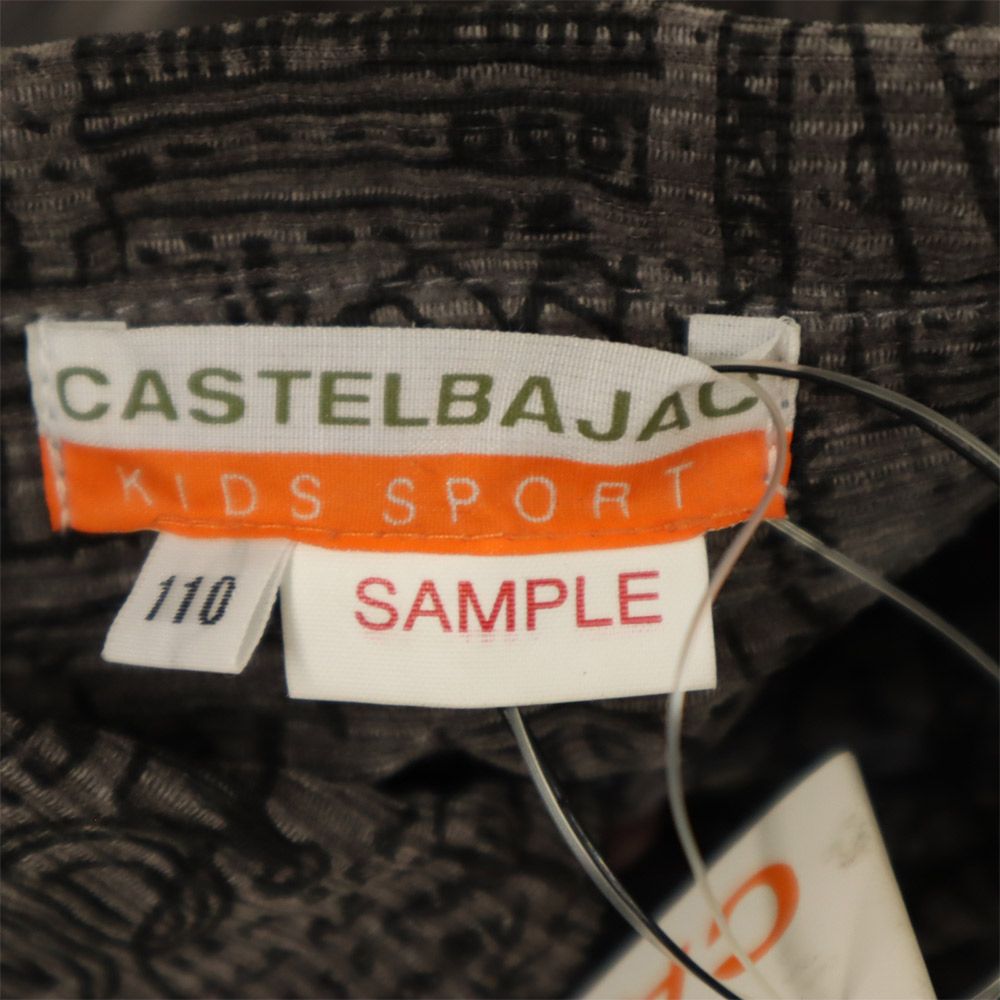 CASTELBAJAC
KIDS SPORT
110
SAMPLE